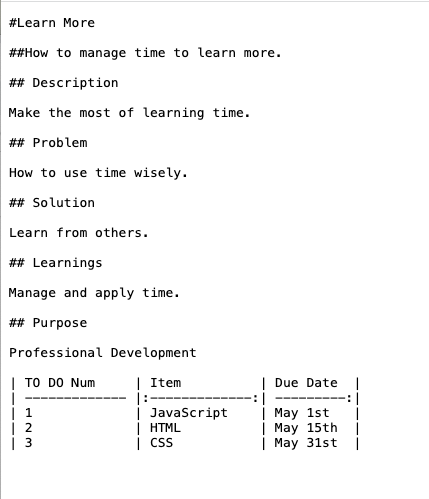 #Learn More
##How to manage time to learn more.
## Description
Make the most of learning time.
## Problem
How to use time wisely.
## Solution
Learn from others.
## Learnings
Manage and apply time.
## Purpose
Professional Development
| TO DO Num     | Item          | Due Date  |
| ------------- |:-------------:| ---------:|
| 1             | JavaScript    | May 1st   |
| 2             | HTML          | May 15th  |
| 3             | CSS           | May 31st  |